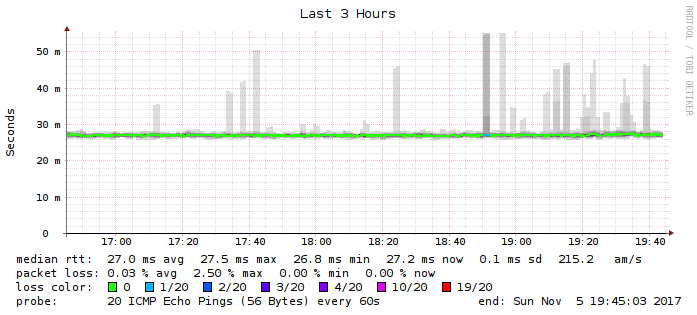 Last 3 Hours
RRDTOOL / TOBI OETIKER
Seconds
50 m
40 m
30 m
20 m
10 m
0
17:00 17:20 17:40 18:00 18:20 18:40 19:00 19:20 19:40
median rtt: 27.0 ms avg 27.5 ms max 26.8 ms min 27.2 ms now 0.1 ms sd 215.2 am/s
packet loss: 0.03 % avg 2.50 % max 0.00 % min 0.00 % now
loss color: 0 1/20 2/20 3/20 4/20 10/20 19/20
probe: 20 ICMP Echo Pings (56 Bytes) every 60s end: Sun Nov 5 19:45:03 2017